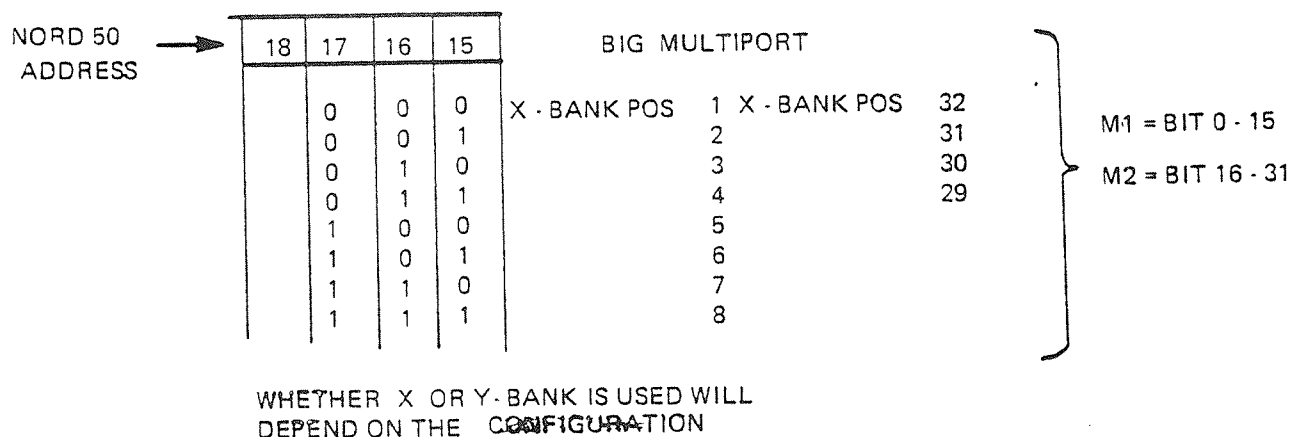 NORD 50 ADDRESS
18 17 16 15 BIG MULTIPORT
0 0 0 X - BANK POS 1 X - BANK POS 32
0 0 1 2 31
0 1 0 3 30
0 1 1 4 29
1 0 0 5
1 0 1 6
1 1 0 7
1 1 1 8
M1 = BIT 0 - 15
M2 = BIT 16 - 31
WHETHER X OR Y - BANK IS USED WILL
DEPEND ON THE CONFIGURATION